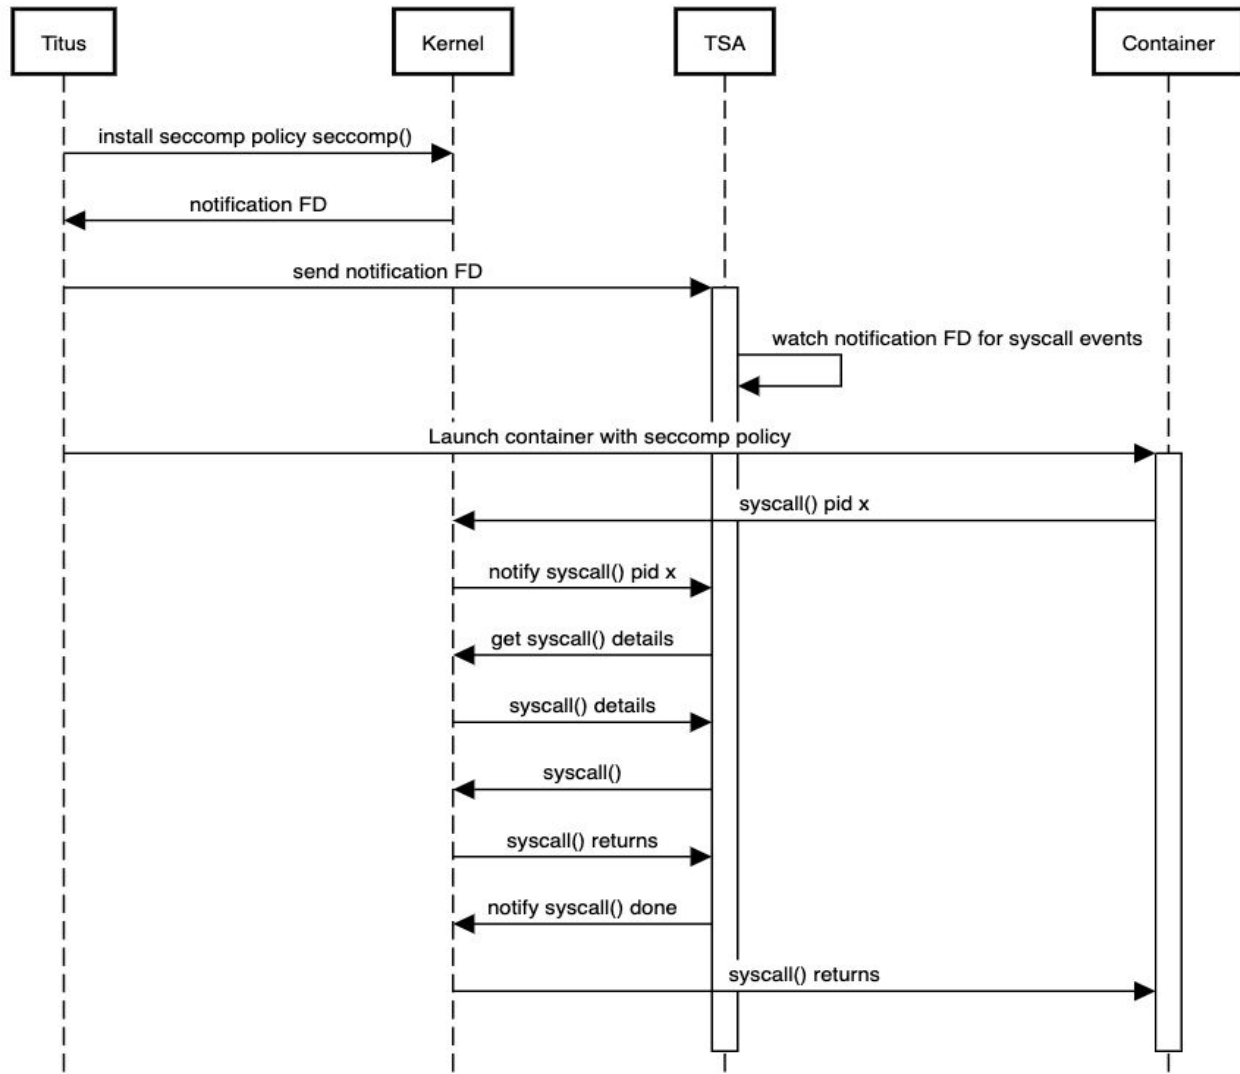 Titus
Kernel
TSA
Container
install seccomp policy seccomp()
notification FD
send notification FD
watch notification FD for syscall events
Launch container with seccomp policy
syscall() pid x
notify syscall() pid x
get syscall() details
syscall() details
syscall()
syscall() returns
notify syscall() done
syscall() returns